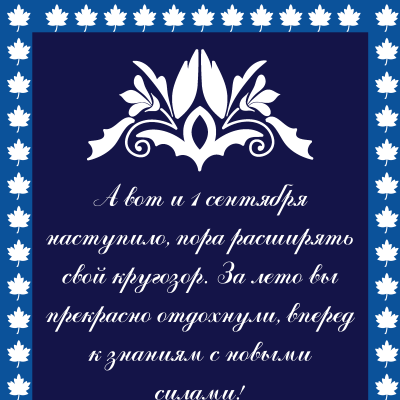 А вот и 1 сентября
наступило, пора расширять
свой кругозор. За лето вы
прекрасно отдохнули, вперед
к знаниям с новыми
силами!